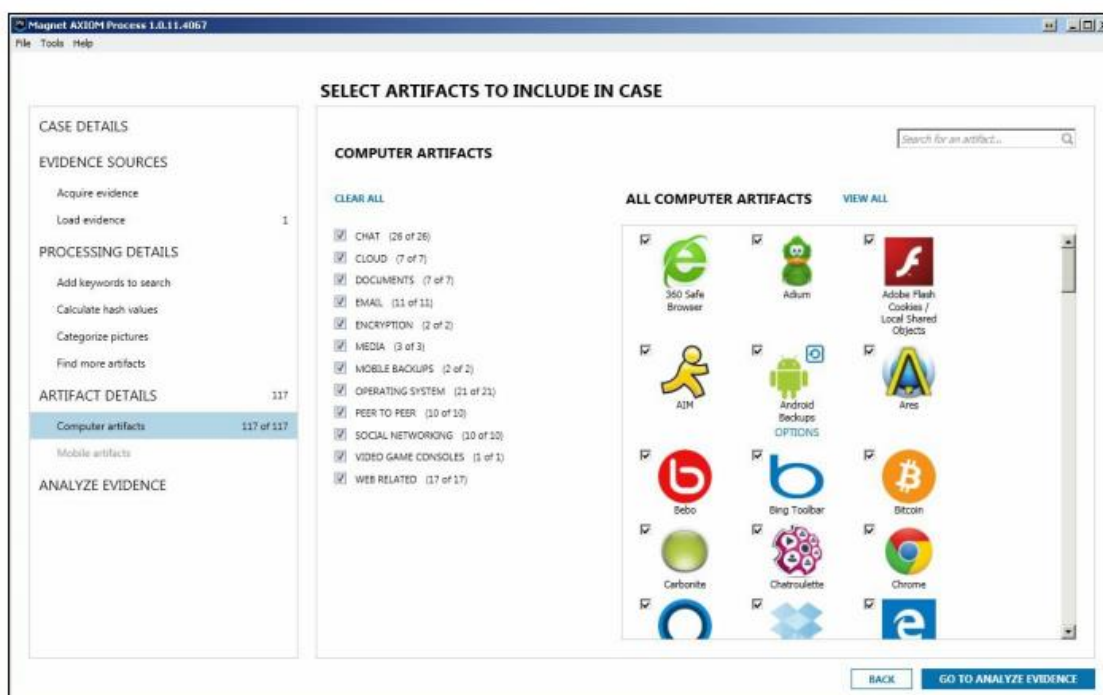 Magnet AXIOM Process 1.0.11.4067
File Tools Help
SELECT ARTIFACTS TO INCLUDE IN CASE
CASE DETAILS
EVIDENCE SOURCES
Acquire evidence
Load evidence 1
PROCESSING DETAILS
Add keywords to search
Calculate hash values
Categorize pictures
Find more artifacts
ARTIFACT DETAILS 117
Computer artifacts 117 of 117
Mobile artifacts
ANALYZE EVIDENCE
Search for an artifact...
COMPUTER ARTIFACTS
CLEAR ALL
CHAT (26 of 26)
CLOUD (7 of 7)
DOCUMENTS (7 of 7)
EMAIL (11 of 11)
ENCRYPTION (2 of 2)
MEDIA (3 of 3)
MOBILE BACKUPS (2 of 2)
OPERATING SYSTEM (21 of 21)
PEER TO PEER (10 of 10)
SOCIAL NETWORKING (10 of 10)
VIDEO GAME CONSOLES (1 of 1)
WEB RELATED (17 of 17)
ALL COMPUTER ARTIFACTS VIEW ALL
360 Safe
Browser
Adium
Adobe Flash
Cookies /
Local Shared
Objects
AIM
Android
Backups
OPTIONS
Ares
Bebo
Bing Toolbar
Bitcoin
Carbonite
Chatroulette
Chrome
BACK
GO TO ANALYZE EVIDENCE